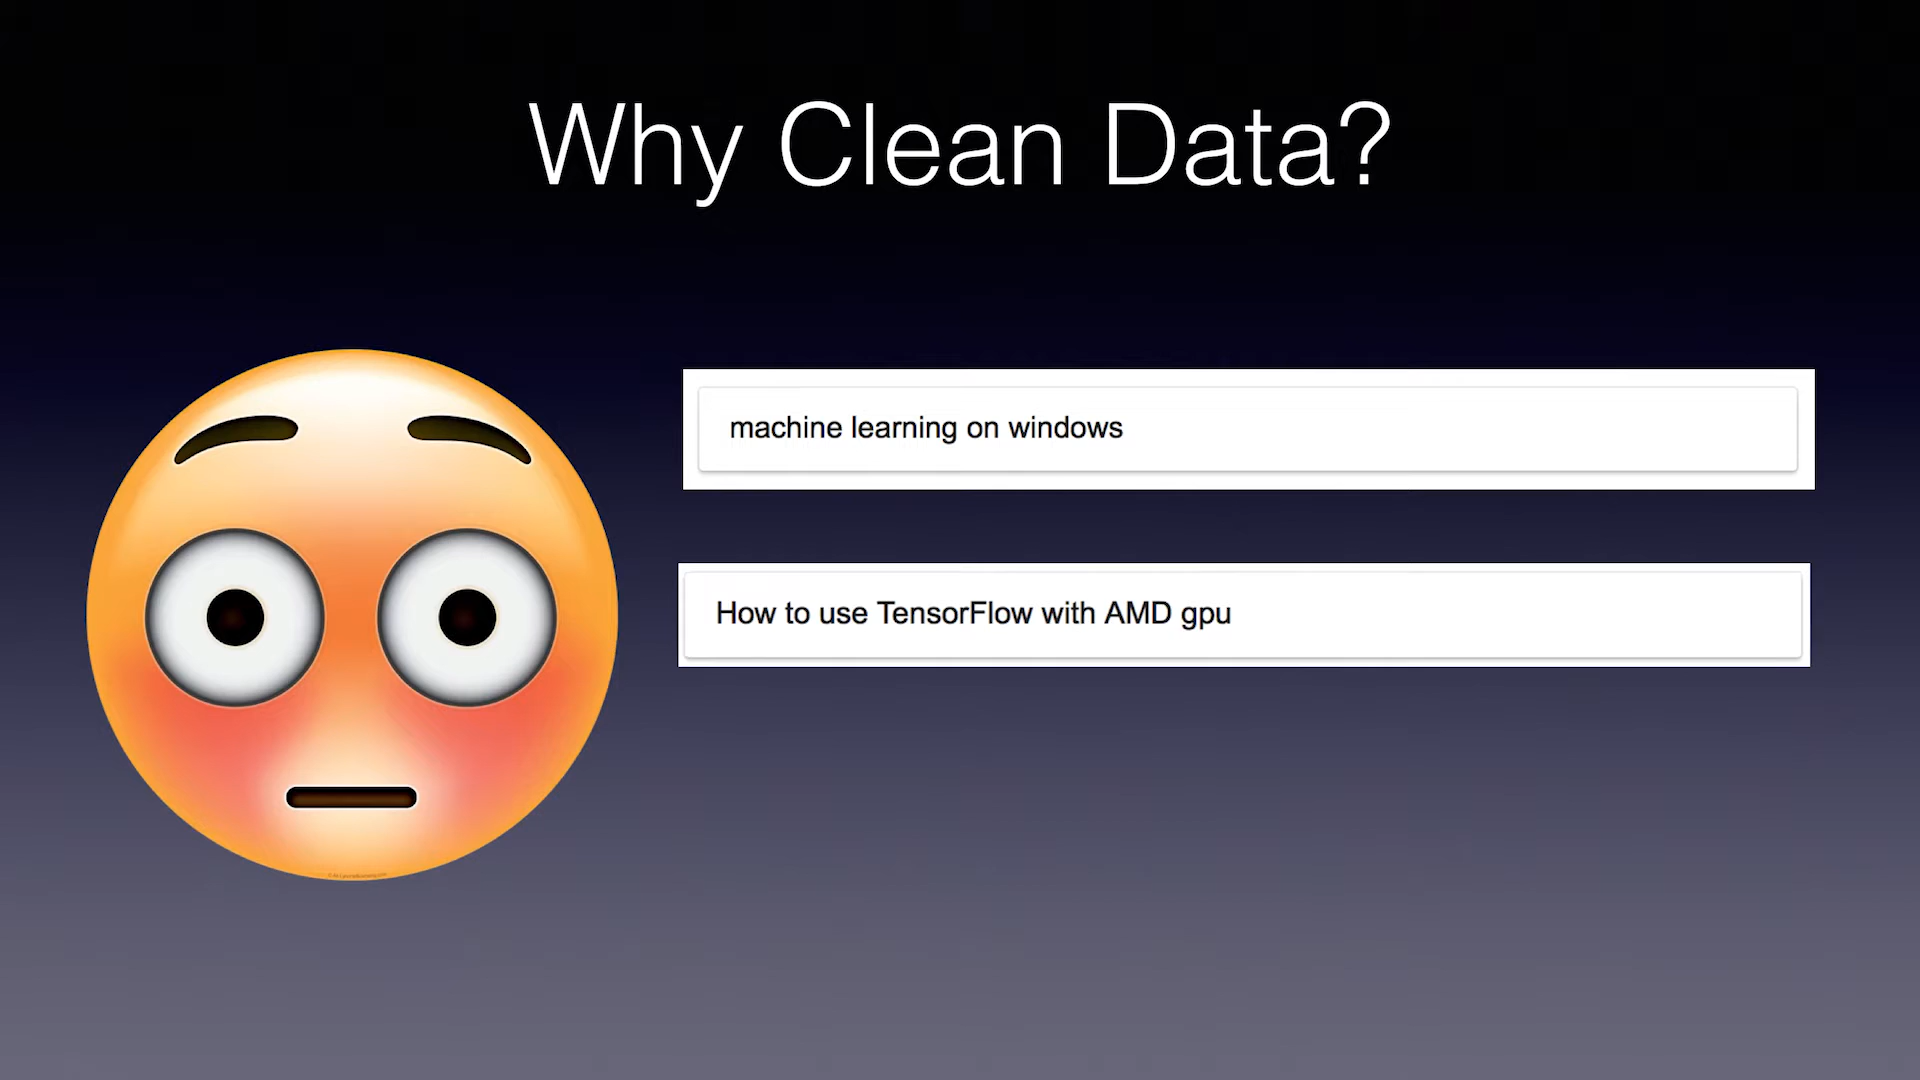 Why Clean Data?
machine learning on windows
How to use TensorFlow with AMD gpu